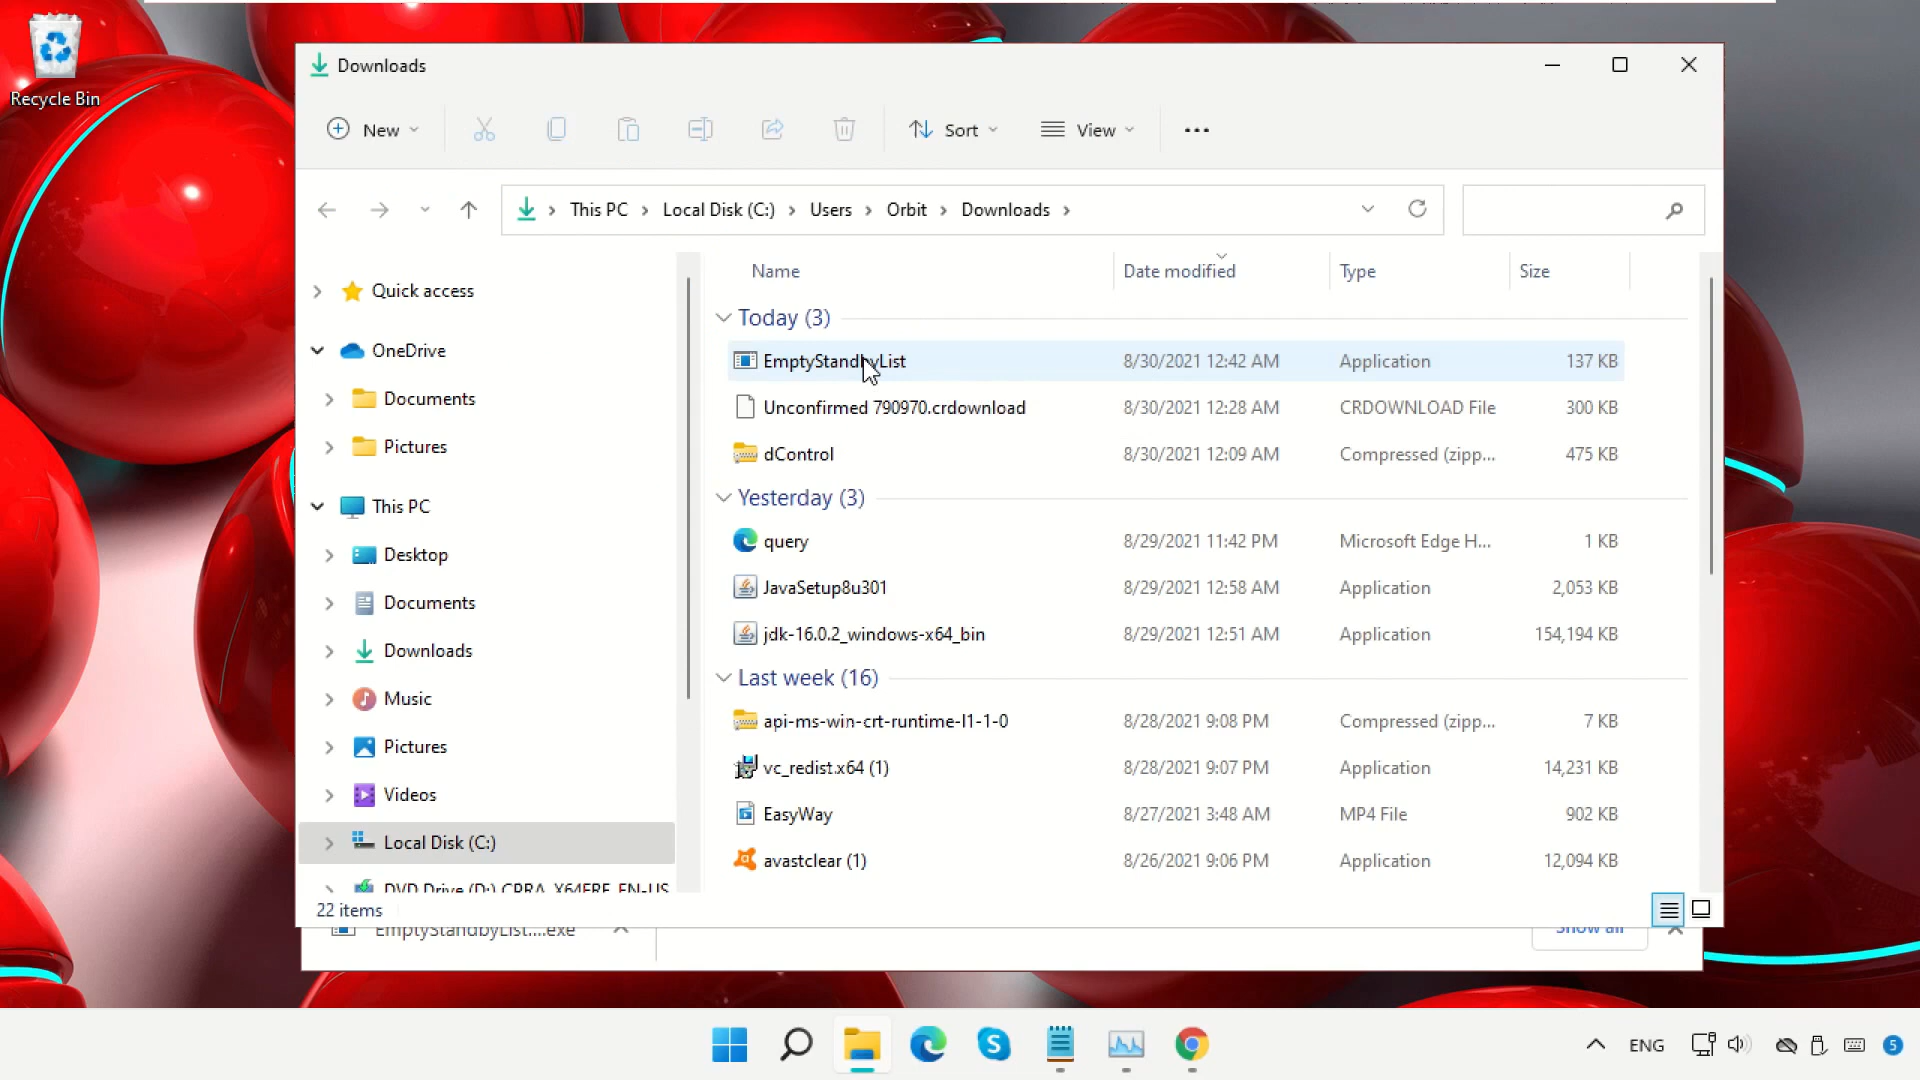 Recycle Bin
Downloads
New
Sort
View
This PC
Local Disk (C:)
Users
Orbit
Downloads
Name
Date modified
Type
Size
Quick access
OneDrive
Documents
Pictures
This PC
Desktop
Documents
Downloads
Music
Pictures
Videos
Local Disk (C:)
DVD Drive (D:) CPRA_X64FRE_EN-US
Today (3)
EmptyStandbyList 8/30/2021 12:42 AM Application 137 KB
Unconfirmed 790970.crdownload 8/30/2021 12:28 AM CRDOWNLOAD File 300 KB
dControl 8/30/2021 12:09 AM Compressed (zipp... 475 KB
Yesterday (3)
query 8/29/2021 11:42 PM Microsoft Edge H... 1 KB
JavaSetup8u301 8/29/2021 12:58 AM Application 2,053 KB
jdk-16.0.2_windows-x64_bin 8/29/2021 12:51 AM Application 154,194 KB
Last week (16)
api-ms-win-crt-runtime-l1-1-0 8/28/2021 9:08 PM Compressed (zipp... 7 KB
vc_redist.x64 (1) 8/28/2021 9:07 PM Application 14,231 KB
EasyWay 8/27/2021 3:48 AM MP4 File 902 KB
avastclear (1) 8/26/2021 9:06 PM Application 12,094 KB
22 items
EmptyStandbyList....exe
Show all
ENG
5